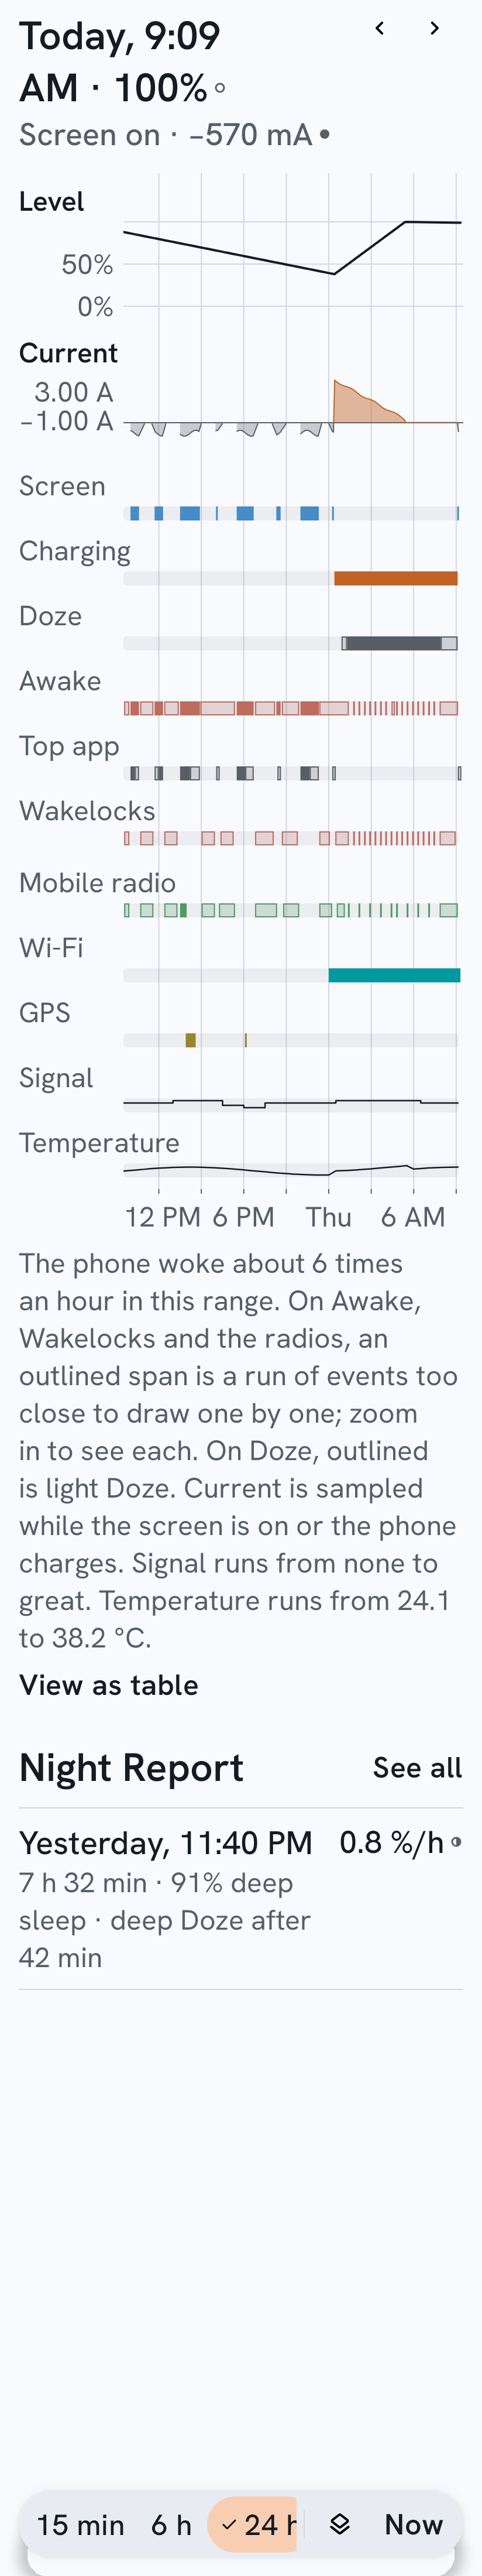 Today, 9:09
AM · 100%
Screen on · −570 mA
Level
50%
0%
Current
3.00 A
−1.00 A
Screen
Charging
Doze
Awake
Top app
Wakelocks
Mobile radio
Wi-Fi
GPS
Signal
Temperature
12 PM 6 PM Thu 6 AM
The phone woke about 6 times
an hour in this range. On Awake,
Wakelocks and the radios, an
outlined span is a run of events too
close to draw one by one; zoom
in to see each. On Doze, outlined
is light Doze. Current is sampled
while the screen is on or the phone
charges. Signal runs from none to
great. Temperature runs from 24.1
to 38.2 °C.
View as table
Night Report See all
Yesterday, 11:40 PM 0.8 %/h
7 h 32 min · 91% deep
sleep · deep Doze after
42 min
15 min 6 h 24 h Now